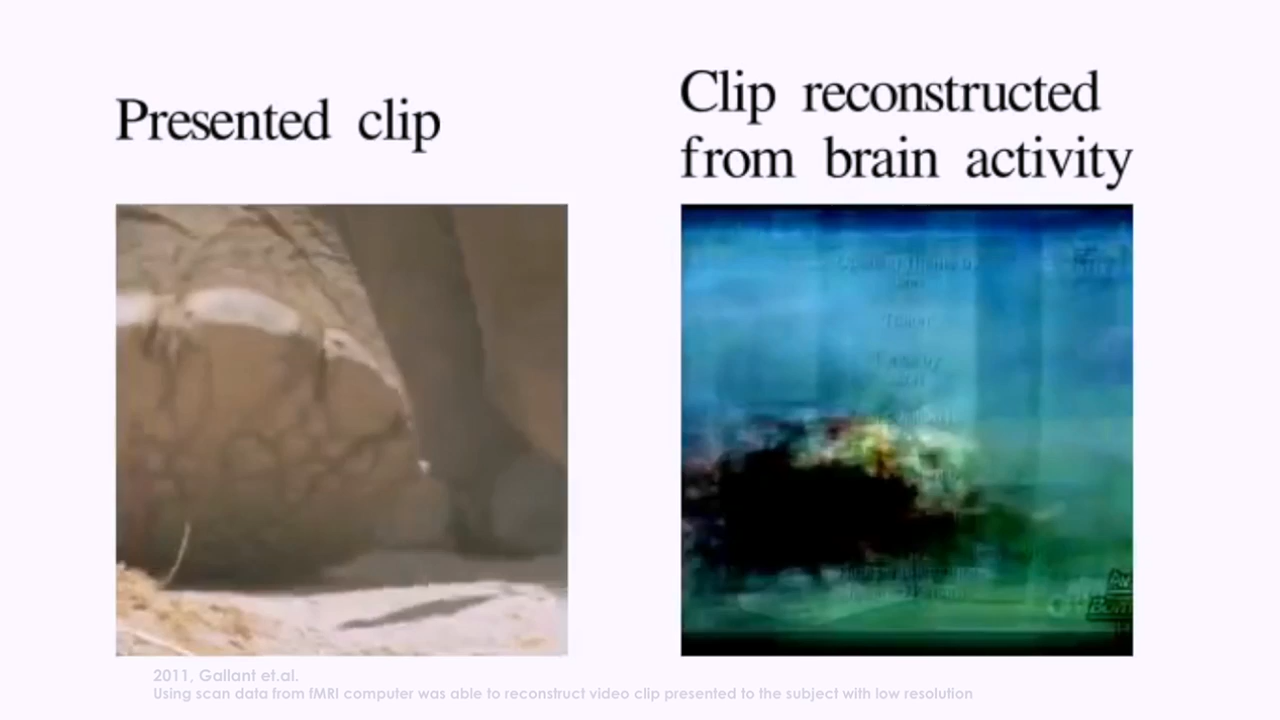 Presented clip
Clip reconstructed
from brain activity
2011, Gallant et.al.
Using scan data from fMRI computer was able to reconstruct video clip presented to the subject with low resolution